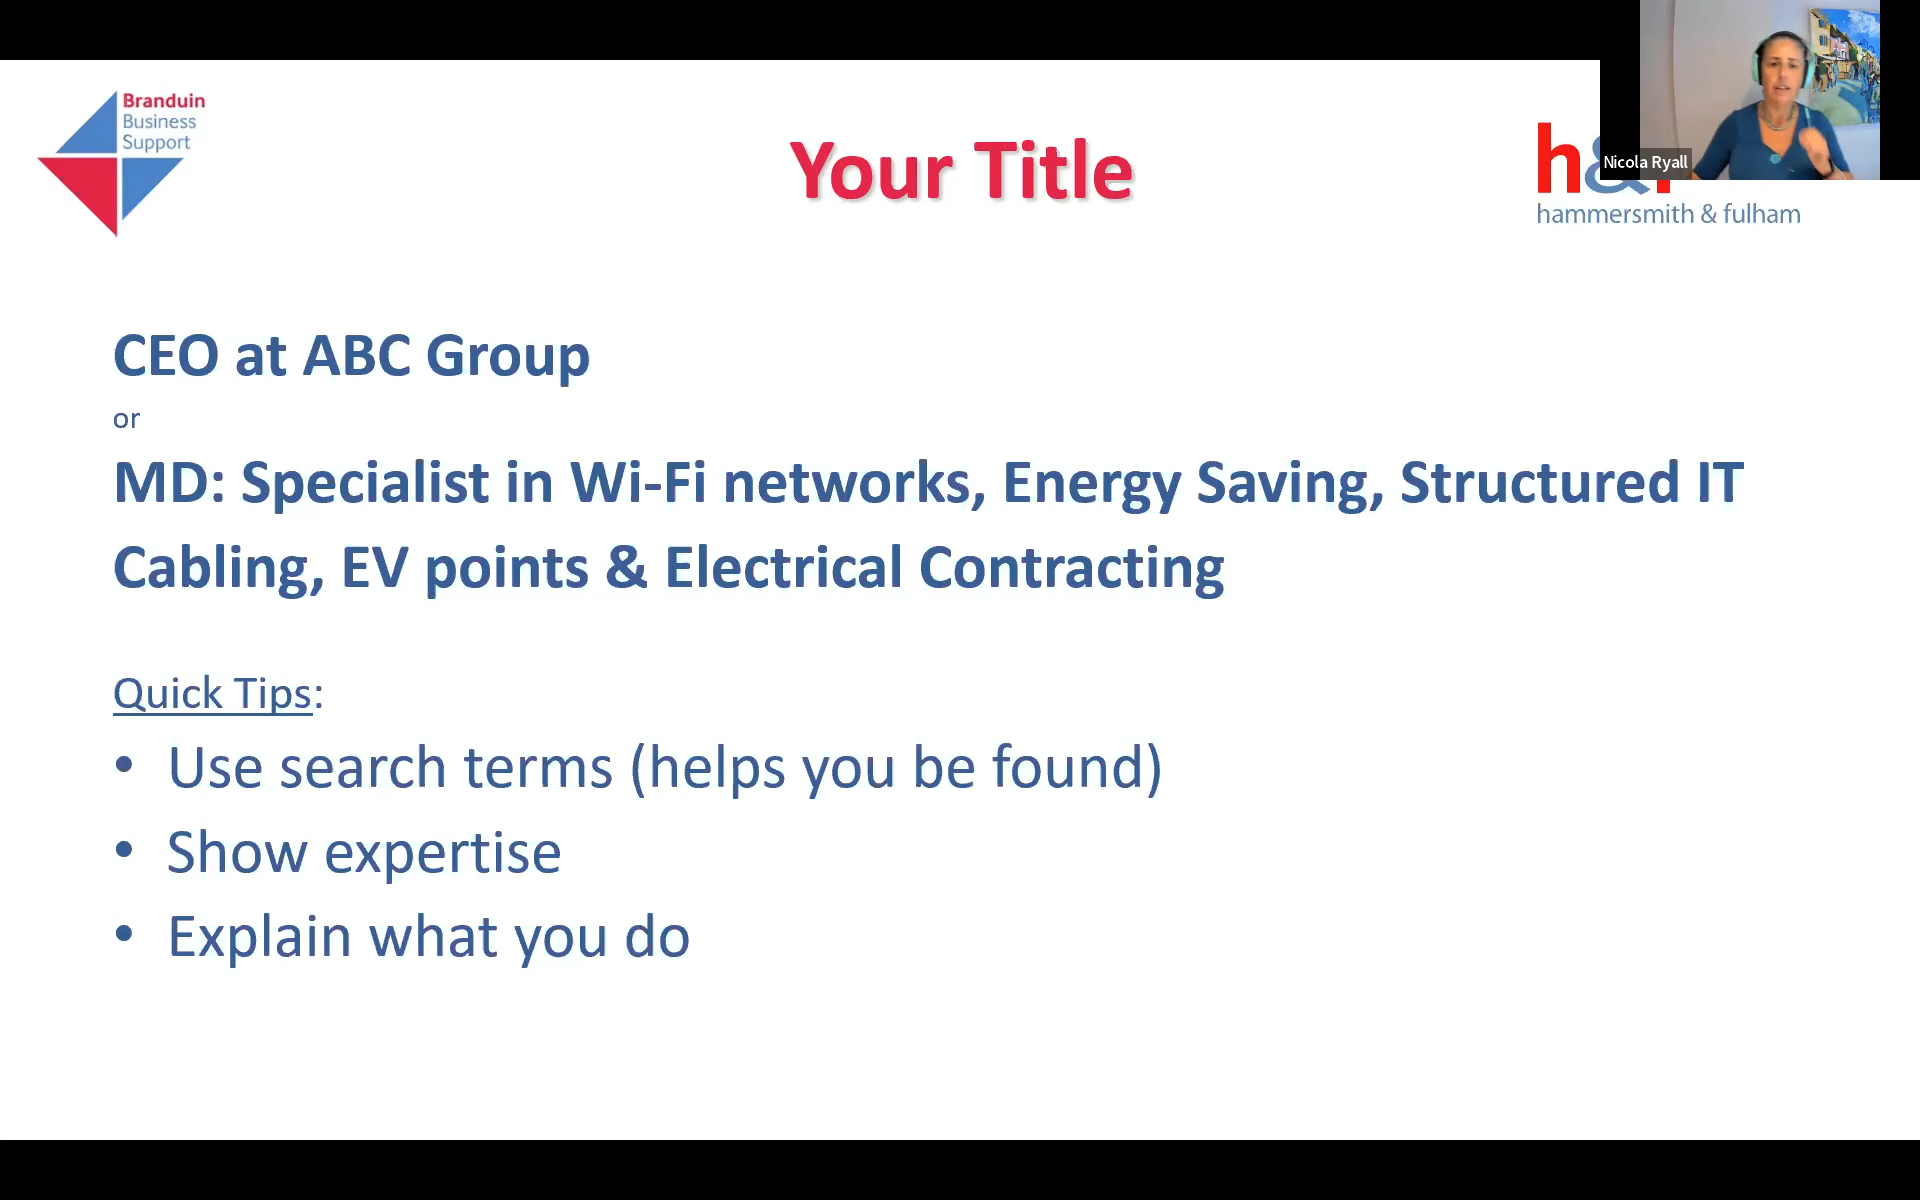 Branduin
Business
Support
Your Title
h&f
Nicola Ryall
hammersmith & fulham
CEO at ABC Group
or
MD: Specialist in Wi-Fi networks, Energy Saving, Structured IT
Cabling, EV points & Electrical Contracting
Quick Tips:
• Use search terms (helps you be found)
• Show expertise
• Explain what you do